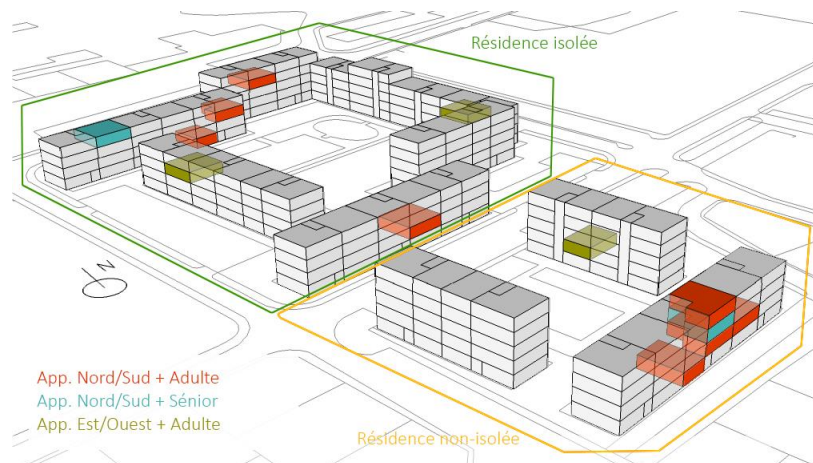 Résidence isolée
N
App. Nord/Sud + Adulte
App. Nord/Sud + Sénior
App. Est/Ouest + Adulte
Résidence non-isolée